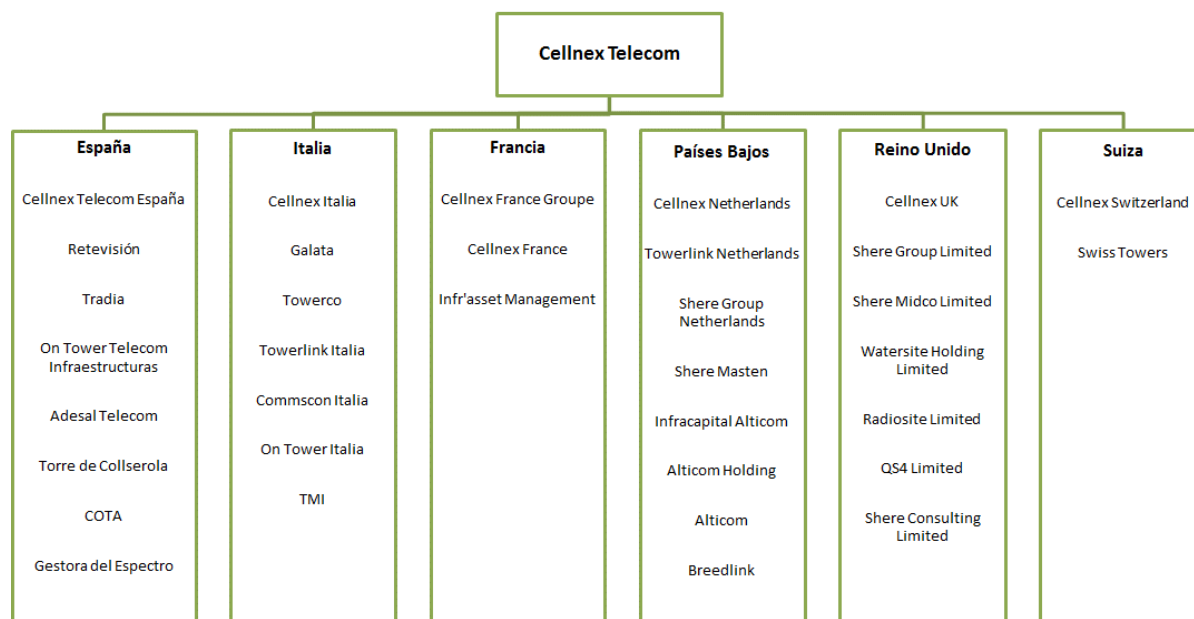 Cellnex Telecom
España
Cellnex Telecom España
Retevisión
Tradia
On Tower Telecom
Infraestructuras
Adesal Telecom
Torre de Collserola
COTA
Gestora del Espectro
Italia
Cellnex Italia
Galata
Towerco
Towerlink Italia
Commscon Italia
On Tower Italia
TMI
Francia
Cellnex France Groupe
Cellnex France
Infr'asset Management
Países Bajos
Cellnex Netherlands
Towerlink Netherlands
Shere Group
Netherlands
Shere Masten
Infracapital Alticom
Alticom Holding
Alticom
Breedlink
Reino Unido
Cellnex UK
Shere Group Limited
Shere Midco Limited
Watersite Holding
Limited
Radiosite Limited
QS4 Limited
Shere Consulting
Limited
Suiza
Cellnex Switzerland
Swiss Towers